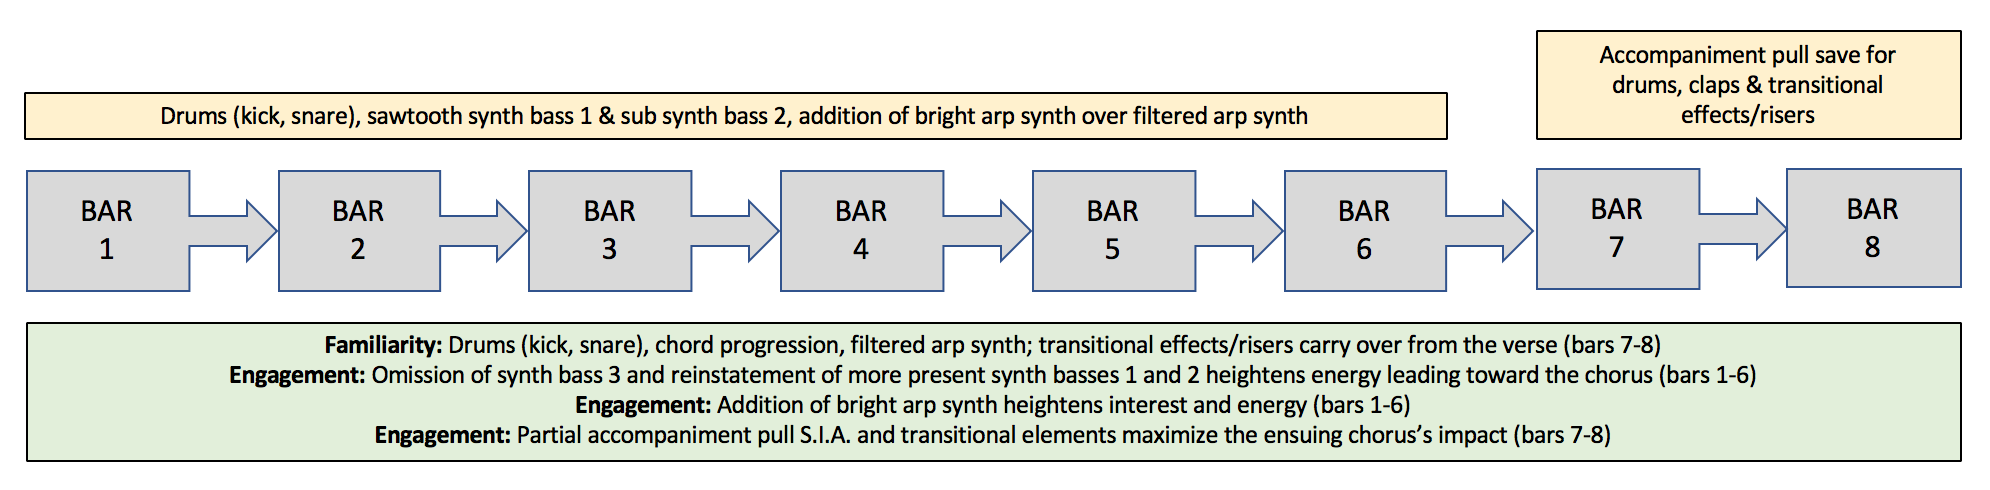 Accompaniment pull save for
drums, claps & transitional
effects/risers
Drums (kick, snare), sawtooth synth bass 1 & sub synth bass 2, addition of bright arp synth over filtered arp synth
BAR
1
BAR
2
BAR
3
BAR
4
BAR
5
BAR
6
BAR
7
BAR
8
Familiarity: Drums (kick, snare), chord progression, filtered arp synth; transitional effects/risers carry over from the verse (bars 7-8)
Engagement: Omission of synth bass 3 and reinstatement of more present synth basses 1 and 2 heightens energy leading toward the chorus (bars 1-6)
Engagement: Addition of bright arp synth heightens interest and energy (bars 1-6)
Engagement: Partial accompaniment pull S.I.A. and transitional elements maximize the ensuing chorus’s impact (bars 7-8)